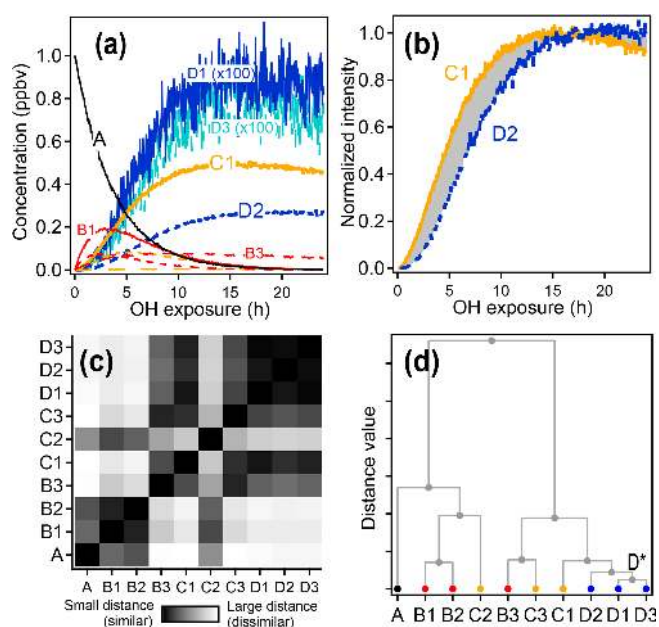 (a)
D1 (x100)
D3 (x100)
A
C1
D2
B1
B3
Concentration (ppbv)
1.0
0.8
0.6
0.4
0.2
0.0
0 5 10 15 20
OH exposure (h)
(b)
C1
D2
Normalized intensity
1.0
0.8
0.6
0.4
0.2
0.0
0 5 10 15 20
OH exposure (h)
(c)
D3
D2
D1
C3
C2
C1
B3
B2
B1
A
A B1 B2 B3 C1 C2 C3 D1 D2 D3
Small distance
(similar)
Large distance
(dissimilar)
(d)
Distance value
D*
A B1 B2 C2 B3 C3 C1 D2 D1 D3